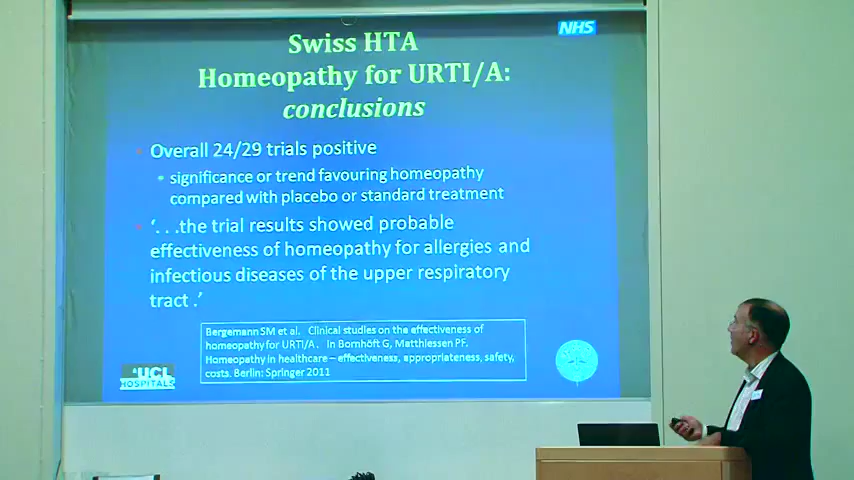 NHS
Swiss HTA
Homeopathy for URTI/A:
conclusions
Overall 24/29 trials positive
significance or trend favouring homeopathy
compared with placebo or standard treatment
‘. . .the trial results showed probable
effectiveness of homeopathy for allergies and
infectious diseases of the upper respiratory
tract .’
Bergemann SM et al. Clinical studies on the effectiveness of
homeopathy for URTI/A. In Bornhöft G, Matthiessen PF.
Homeopathy in healthcare – effectiveness, appropriateness, safety,
costs. Berlin: Springer 2011
UCL
HOSPITALS